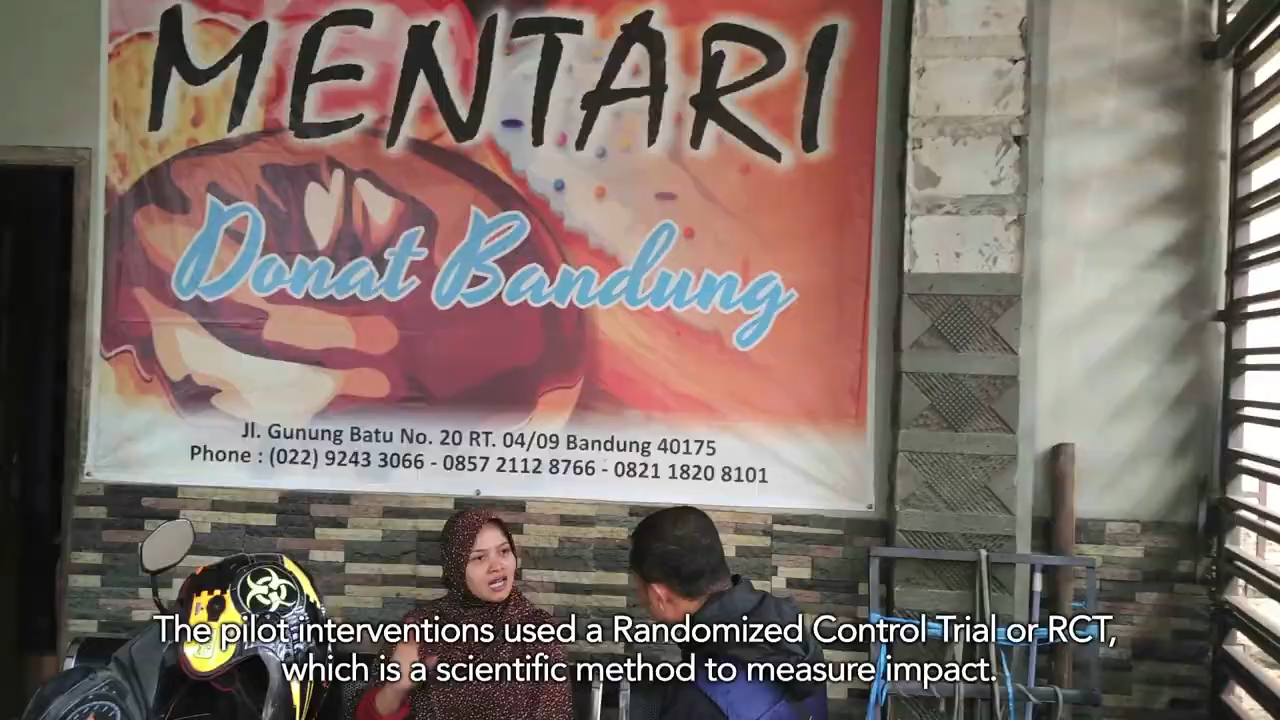 MENTARI
Donat Bandung
Jl. Gunung Batu No. 20 RT. 04/09 Bandung 40175
Phone : (022) 9243 3066 - 0857 2112 8766 - 0821 1820 8101
The pilot interventions used a Randomized Control Trial or RCT,
which is a scientific method to measure impact.